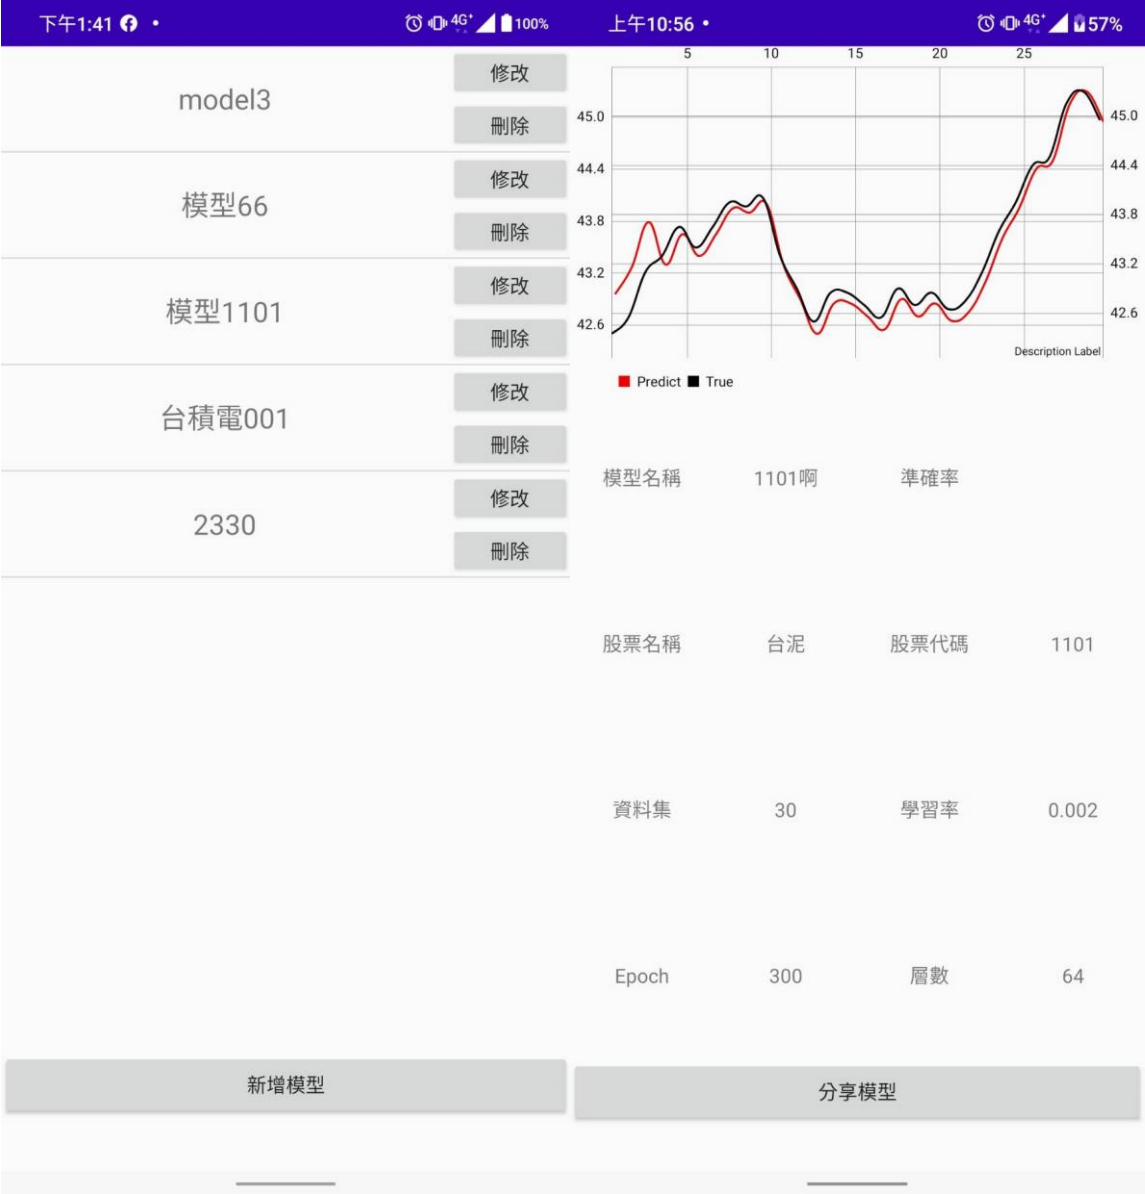 下午1:41
4G+
100%
model3
修改
刪除
模型66
修改
刪除
模型1101
修改
刪除
台積電001
修改
刪除
2330
修改
刪除
新增模型
上午10:56
4G+
57%
5 10 15 20 25
45.0 45.0
44.4 44.4
43.8 43.8
43.2 43.2
42.6 42.6
Description Label
Predict True
模型名稱 1101啊 準確率
股票名稱 台泥 股票代碼 1101
資料集 30 學習率 0.002
Epoch 300 層數 64
分享模型